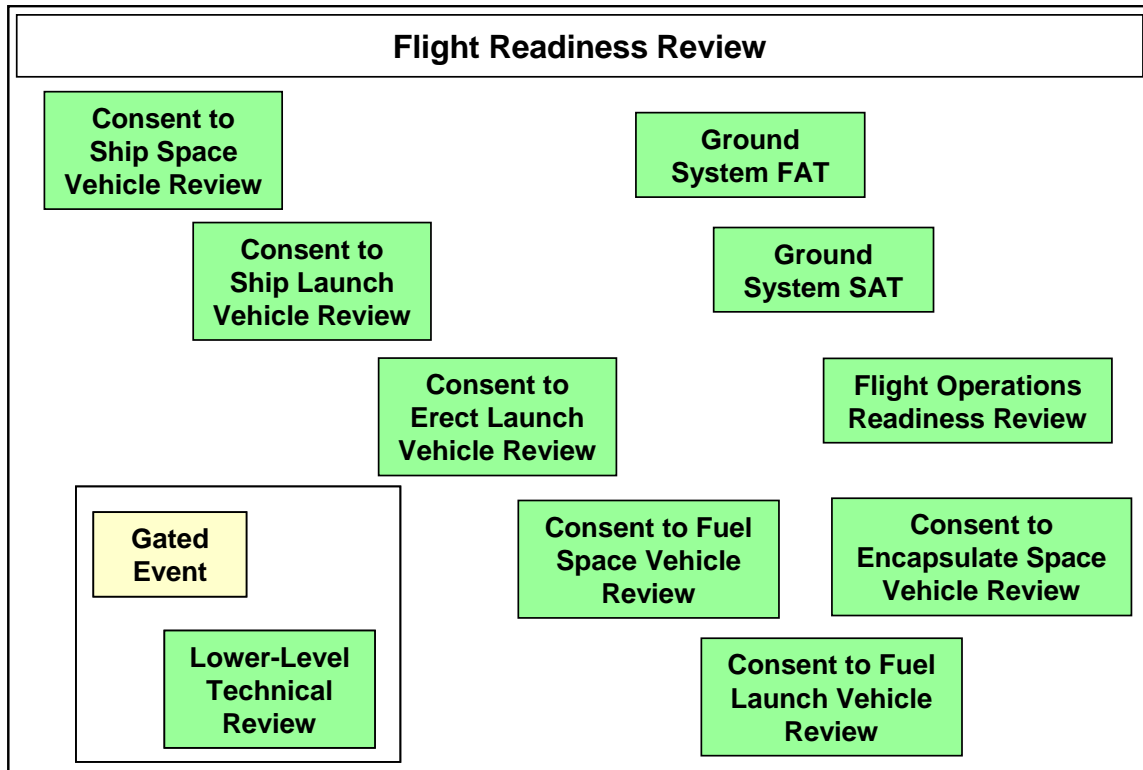 Flight Readiness Review
Consent to
Ship Space
Vehicle Review
Ground
System FAT
Consent to
Ship Launch
Vehicle Review
Ground
System SAT
Consent to
Erect Launch
Vehicle Review
Flight Operations
Readiness Review
Gated
Event
Consent to Fuel
Space Vehicle
Review
Consent to
Encapsulate Space
Vehicle Review
Lower-Level
Technical
Review
Consent to Fuel
Launch Vehicle
Review